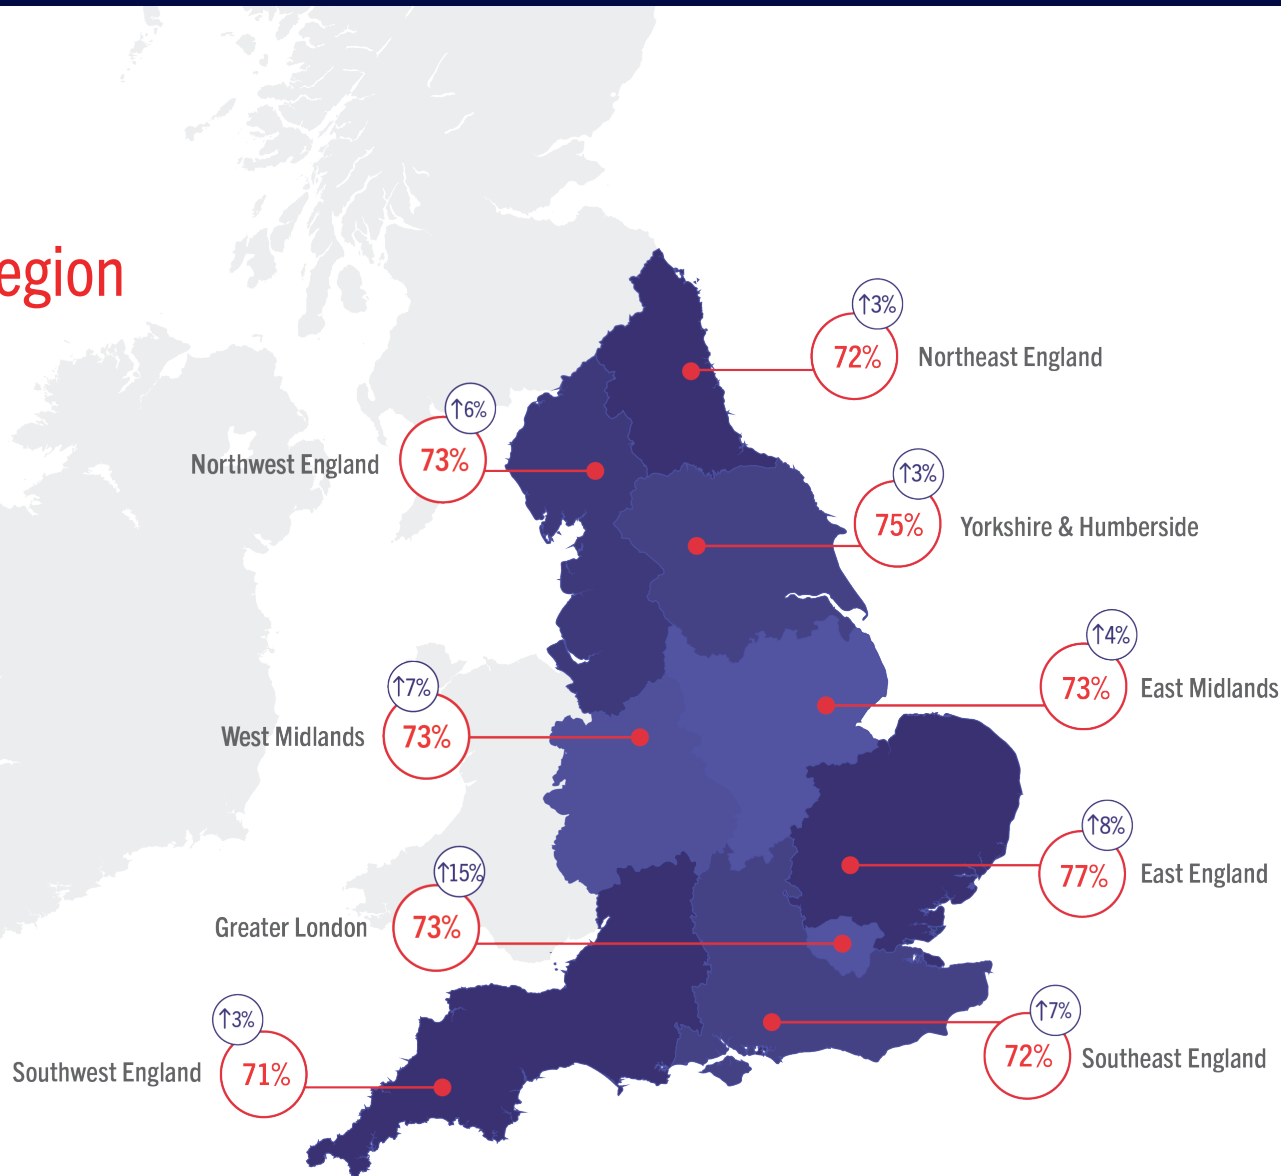 egion
↑3%
72%
Northeast England
↑6%
73%
Northwest England
↑3%
75%
Yorkshire & Humberside
↑4%
73%
East Midlands
↑7%
73%
West Midlands
↑8%
77%
East England
↑15%
73%
Greater London
↑7%
72%
Southeast England
↑3%
71%
Southwest England